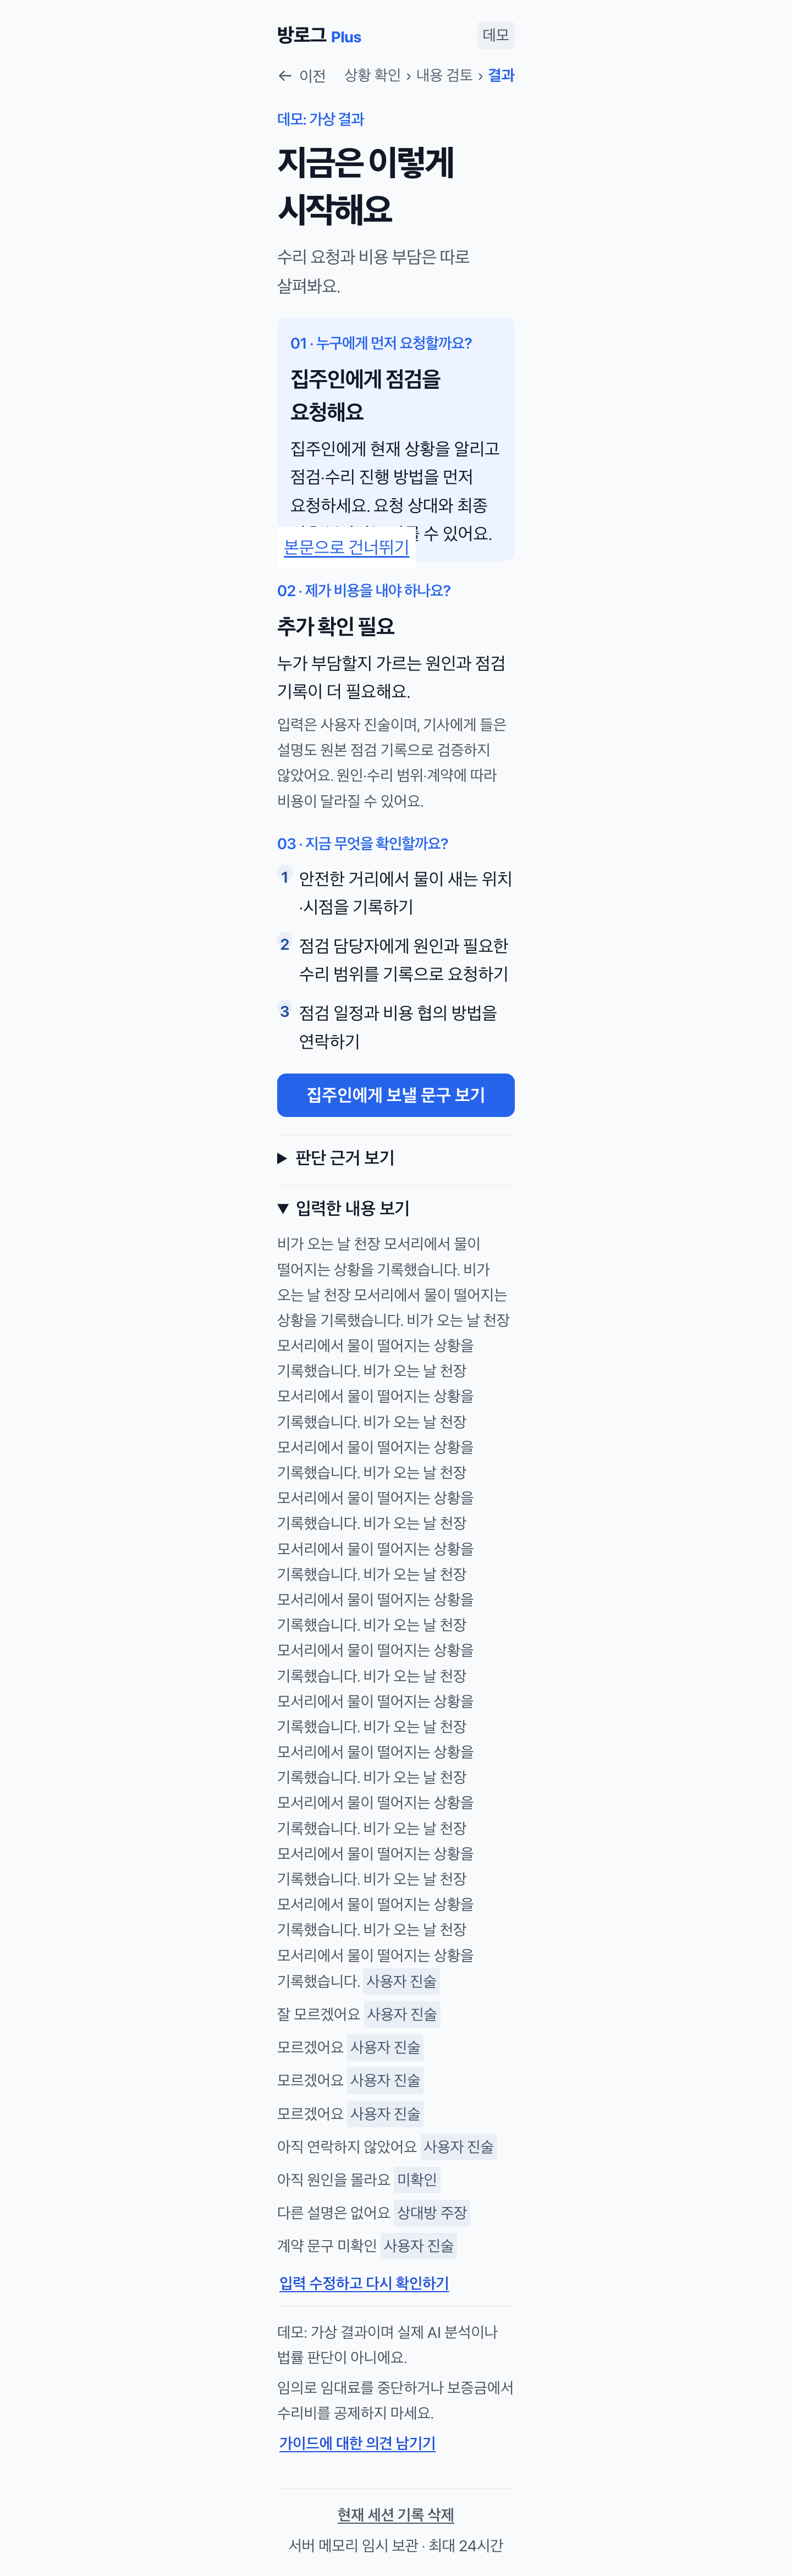 방로그 Plus 데모
← 이전 상황 확인 › 내용 검토 › 결과
데모: 가상 결과
지금은 이렇게
시작해요
수리 요청과 비용 부담은 따로
살펴봐요.
01 · 누구에게 먼저 요청할까요?
집주인에게 점검을
요청해요
집주인에게 현재 상황을 알리고
점검·수리 진행 방법을 먼저
요청하세요. 요청 상대와 최종
수 있어요.
본문으로 건너뛰기
02 · 제가 비용을 내야 하나요?
추가 확인 필요
누가 부담할지 가르는 원인과 점검
기록이 더 필요해요.
입력은 사용자 진술이며, 기사에게 들은
설명도 원본 점검 기록으로 검증하지
않았어요. 원인·수리 범위·계약에 따라
비용이 달라질 수 있어요.
03 · 지금 무엇을 확인할까요?
1 안전한 거리에서 물이 새는 위치
·시점을 기록하기
2 점검 담당자에게 원인과 필요한
수리 범위를 기록으로 요청하기
3 점검 일정과 비용 협의 방법을
연락하기
집주인에게 보낼 문구 보기
▶ 판단 근거 보기
▼ 입력한 내용 보기
비가 오는 날 천장 모서리에서 물이
떨어지는 상황을 기록했습니다. 비가
오는 날 천장 모서리에서 물이 떨어지는
상황을 기록했습니다. 비가 오는 날 천장
모서리에서 물이 떨어지는 상황을
기록했습니다. 비가 오는 날 천장
모서리에서 물이 떨어지는 상황을
기록했습니다. 비가 오는 날 천장
모서리에서 물이 떨어지는 상황을
기록했습니다. 비가 오는 날 천장
모서리에서 물이 떨어지는 상황을
기록했습니다. 비가 오는 날 천장
모서리에서 물이 떨어지는 상황을
기록했습니다. 비가 오는 날 천장
모서리에서 물이 떨어지는 상황을
기록했습니다. 비가 오는 날 천장
모서리에서 물이 떨어지는 상황을
기록했습니다. 비가 오는 날 천장
모서리에서 물이 떨어지는 상황을
기록했습니다. 비가 오는 날 천장
모서리에서 물이 떨어지는 상황을
기록했습니다. 비가 오는 날 천장
모서리에서 물이 떨어지는 상황을
기록했습니다. 비가 오는 날 천장
모서리에서 물이 떨어지는 상황을
기록했습니다. 비가 오는 날 천장
모서리에서 물이 떨어지는 상황을
기록했습니다. 비가 오는 날 천장
모서리에서 물이 떨어지는 상황을
기록했습니다. 사용자 진술
잘 모르겠어요 사용자 진술
모르겠어요 사용자 진술
모르겠어요 사용자 진술
모르겠어요 사용자 진술
아직 연락하지 않았어요 사용자 진술
아직 원인을 몰라요 미확인
다른 설명은 없어요 상대방 주장
계약 문구 미확인 사용자 진술
입력 수정하고 다시 확인하기
데모: 가상 결과이며 실제 AI 분석이나
법률 판단이 아니에요.
임의로 임대료를 중단하거나 보증금에서
수리비를 공제하지 마세요.
가이드에 대한 의견 남기기
현재 세션 기록 삭제
서버 메모리 임시 보관 · 최대 24시간